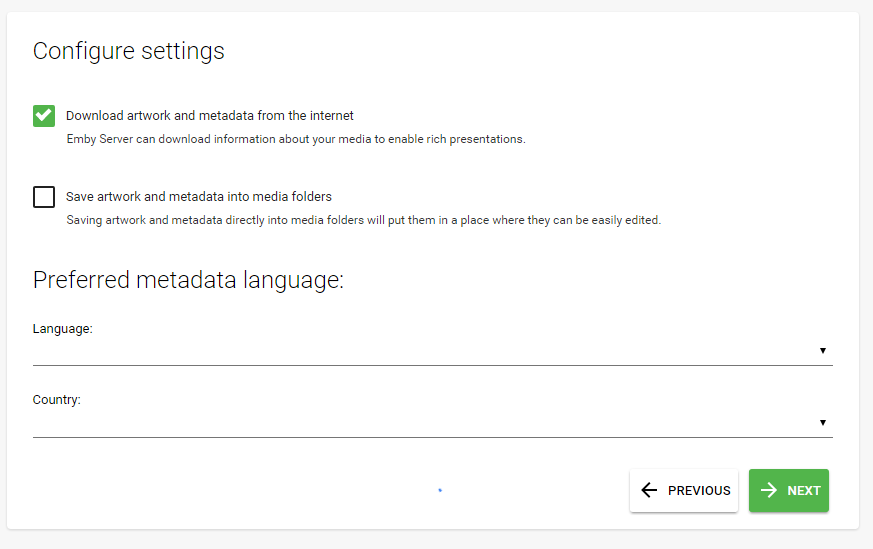 Configure settings
Download artwork and metadata from the internet
Emby Server can download information about your media to enable rich presentations.
Save artwork and metadata into media folders
Saving artwork and metadata directly into media folders will put them in a place where they can be easily edited.
Preferred metadata language:
Language:
Country:
PREVIOUS
NEXT